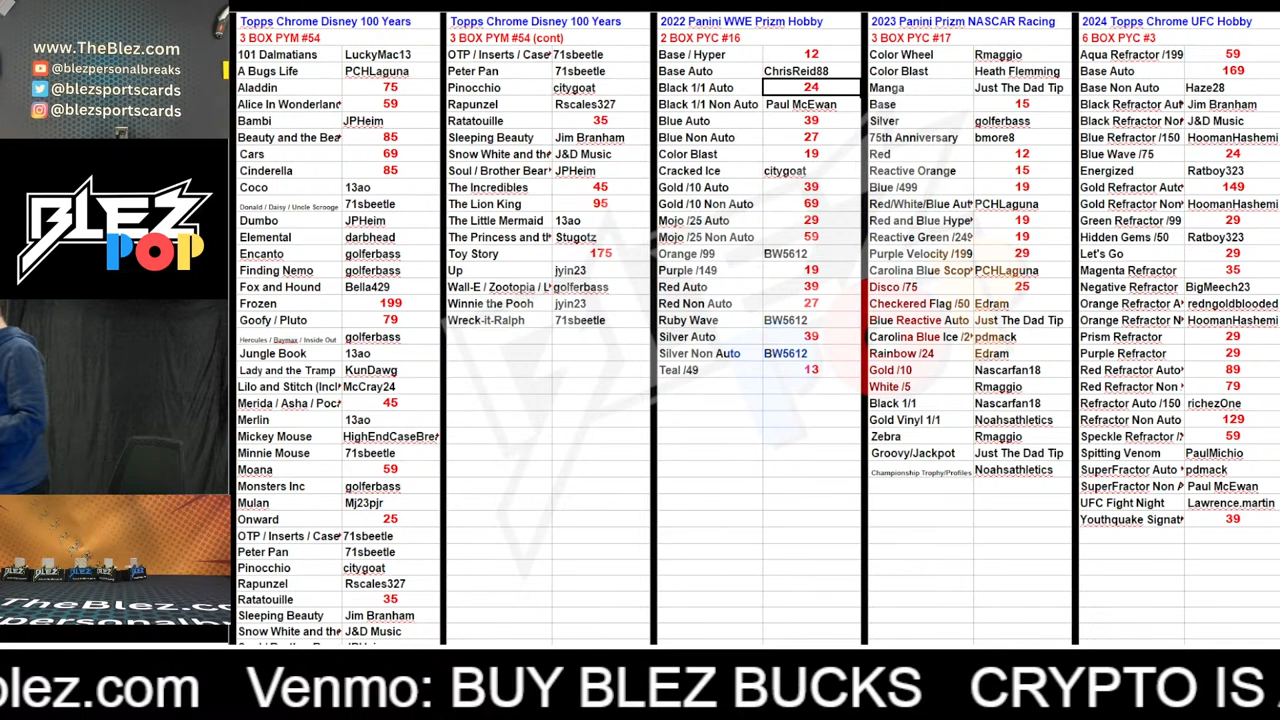 www.TheBlez.com
@blezpersonalbreaks
@blezsportscards
@blezsportscards
BLEZ
POP
TheBlez.co
Topps Chrome Disney 100 Years
3 BOX PYM #54
101 Dalmatians LuckyMac13
A Bugs Life PCHLaguna
Aladdin 75
Alice In Wonderland 59
Bambi JPHeim
Beauty and the Bea 85
Cars 69
Cinderella 85
Coco 13ao
Donald / Daisy / Uncle Scrooge 71sbeetle
Dumbo JPHeim
Elemental darbhead
Encanto golferbass
Finding Nemo golferbass
Fox and Hound Bella429
Frozen 199
Goofy / Pluto 79
Hercules / Baymax / Inside Out golferbass
Jungle Book 13ao
Lady and the Tramp KunDawg
Lilo and Stitch (Incl McCray24
Merida / Asha / Poca 45
Merlin 13ao
Mickey Mouse HighEndCaseBre
Minnie Mouse 71sbeetle
Moana 59
Monsters Inc golferbass
Mulan Mj23pjr
Onward 25
OTP / Inserts / Case 71sbeetle
Peter Pan 71sbeetle
Pinocchio citygoat
Rapunzel Rscales327
Ratatouille 35
Sleeping Beauty Jim Branham
Snow White and the J&D Music
Topps Chrome Disney 100 Years
3 BOX PYM #54 (cont)
OTP / Inserts / Case 71sbeetle
Peter Pan 71sbeetle
Pinocchio citygoat
Rapunzel Rscales327
Ratatouille 35
Sleeping Beauty Jim Branham
Snow White and the J&D Music
Soul / Brother Bear JPHeim
The Incredibles 45
The Lion King 95
The Little Mermaid 13ao
The Princess and th Stugotz
Toy Story 175
Up jyin23
Wall-E / Zootopia / L golferbass
Winnie the Pooh jyin23
Wreck-it-Ralph 71sbeetle
2022 Panini WWE Prizm Hobby
2 BOX PYC #16
Base / Hyper 12
Base Auto ChrisReid88
Black 1/1 Auto 24
Black 1/1 Non Auto Paul McEwan
Blue Auto 39
Blue Non Auto 27
Color Blast 19
Cracked Ice citygoat
Gold /10 Auto 39
Gold /10 Non Auto 69
Mojo /25 Auto 29
Mojo /25 Non Auto 59
Orange /99 BW5612
Purple /149 19
Red Auto 39
Red Non Auto 27
Ruby Wave BW5612
Silver Auto 39
Silver Non Auto BW5612
Teal /49 13
2023 Panini Prizm NASCAR Racing
3 BOX PYC #17
Color Wheel Rmaggio
Color Blast Heath Flemming
Manga Just The Dad Tip
Base 15
Silver golferbass
75th Anniversary bmore8
Red 12
Reactive Orange 15
Blue /499 19
Red/White/Blue Aut PCHLaguna
Red and Blue Hype 19
Reactive Green /249 19
Purple Velocity /199 29
Carolina Blue Scop PCHLaguna
Disco /75 25
Checkered Flag /50 Edram
Blue Reactive Auto Just The Dad Tip
Carolina Blue Ice /2 pdmack
Rainbow /24 Edram
Gold /10 Nascarfan18
White /5 Rmaggio
Black 1/1 Nascarfan18
Gold Vinyl 1/1 Noahsathletics
Zebra Rmaggio
Groovy/Jackpot Just The Dad Tip
Championship Trophy/Profiles Noahsathletics
2024 Topps Chrome UFC Hobby
6 BOX PYC #3
Aqua Refractor /199 59
Base Auto 169
Base Non Auto Haze28
Black Refractor Aut Jim Branham
Black Refractor Nor J&D Music
Blue Refractor /150 HoomanHashemi
Blue Wave /75 24
Energized Ratboy323
Gold Refractor Aut 149
Gold Refractor Non HoomanHashemi
Green Refractor /99 29
Hidden Gems /50 Ratboy323
Let's Go 29
Magenta Refractor 35
Negative Refractor BigMeech23
Orange Refractor A redngoldblooded
Orange Refractor N HoomanHashemi
Prism Refractor 29
Purple Refractor 29
Red Refractor Auto 89
Red Refractor Non 79
Refractor Auto /150 richezOne
Refractor Non Auto 129
Speckle Refractor / 59
Spitting Venom PaulMichio
SuperFractor Auto pdmack
SuperFractor Non A Paul McEwan
UFC Fight Night Lawrence.martin
Youthquake Signat 39
blez.com Venmo: BUY BLEZ BUCKS CRYPTO IS